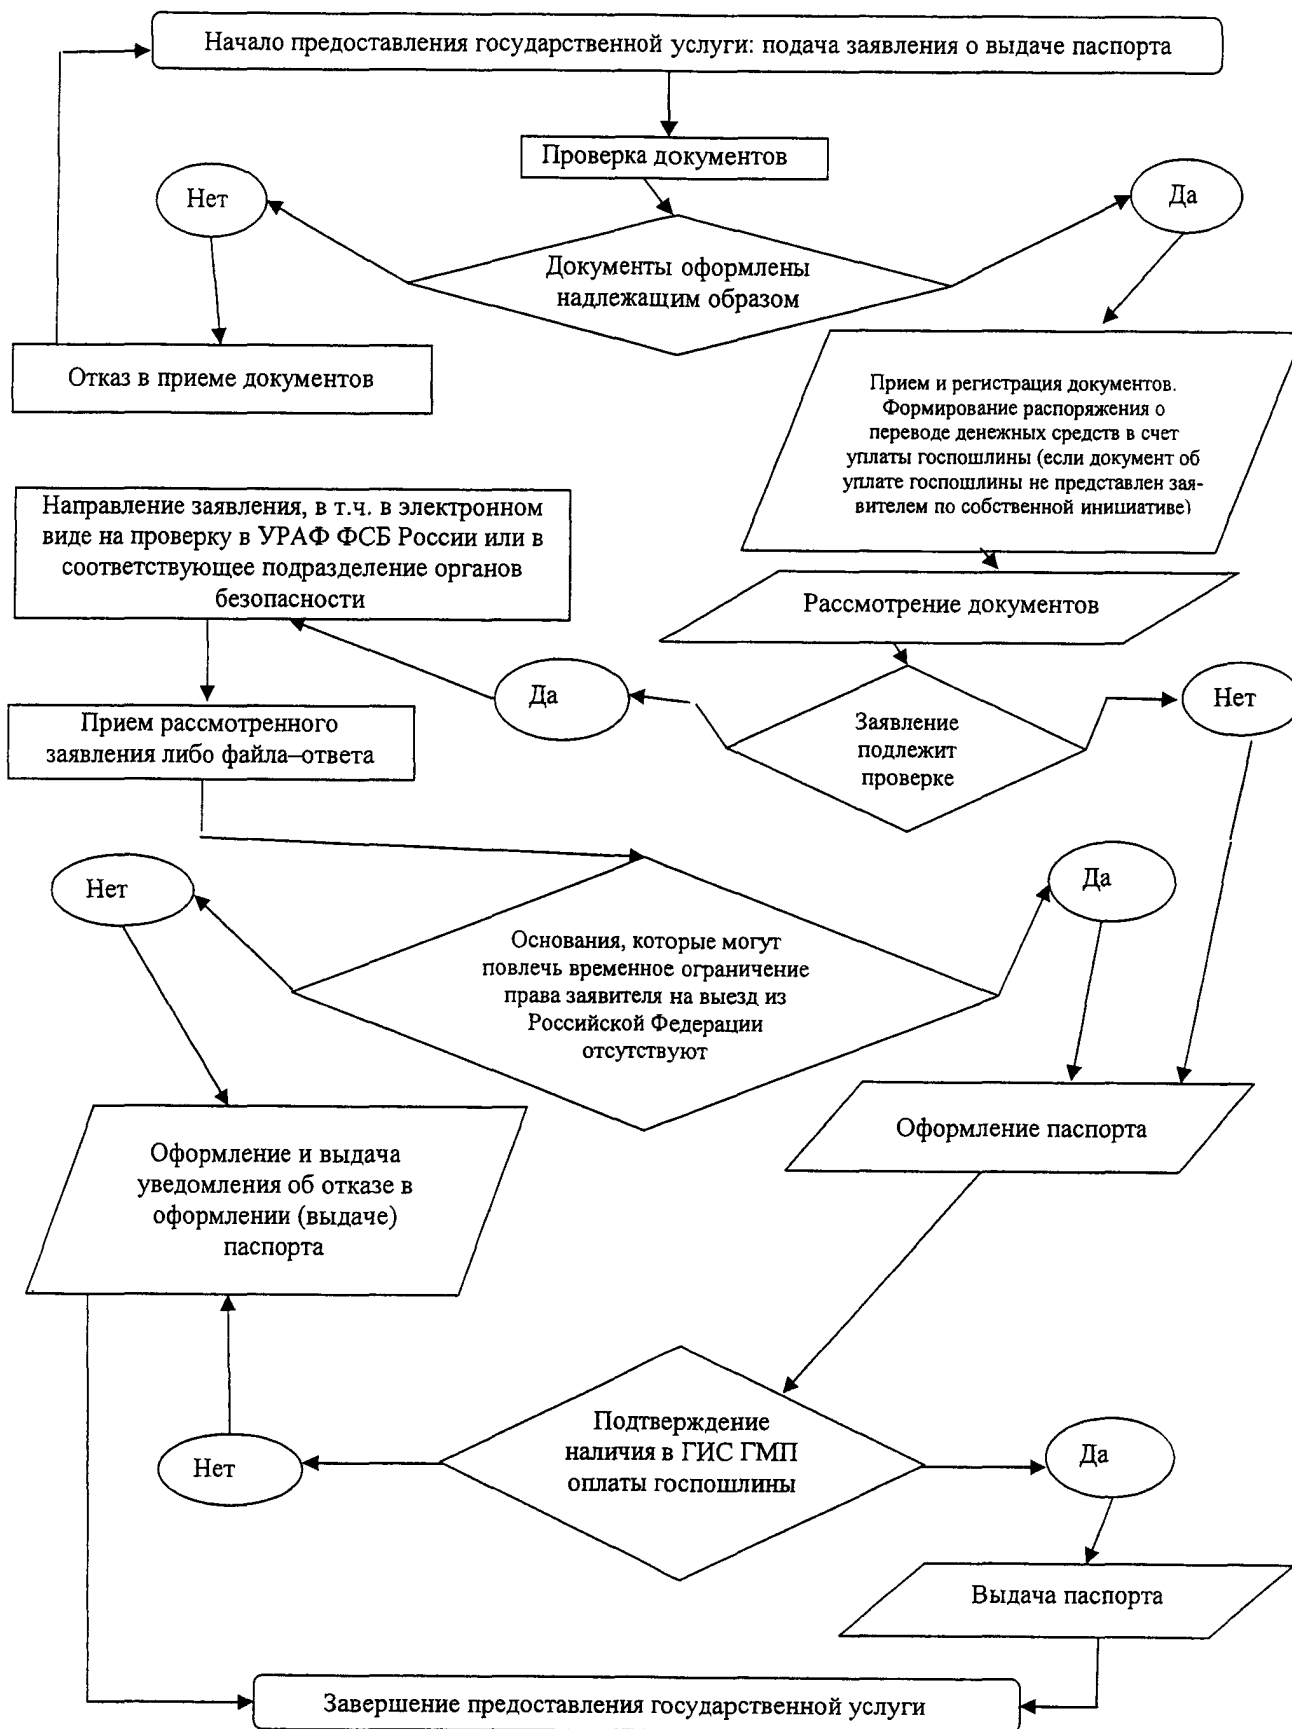 Начало предоставления государственной услуги: подача заявления о выдаче паспорта
Проверка документов
Нет
Да
Документы оформлены
надлежащим образом
Отказ в приеме документов
Прием и регистрация документов.
Формирование распоряжения о
переводе денежных средств в счет
уплаты госпошлины (если документ об
уплате госпошлины не представлен зая-
вителем по собственной инициативе)
Направление заявления, в т.ч. в электронном
виде на проверку в УРАФ ФСБ России или в
соответствующее подразделение органов
безопасности
Рассмотрение документов
Да
Нет
Заявление
подлежит
проверке
Прием рассмотренного
заявления либо файла–ответа
Нет
Да
Основания, которые могут
повлечь временное ограничение
права заявителя на выезд из
Российской Федерации
отсутствуют
Оформление паспорта
Оформление и выдача
уведомления об отказе в
оформлении (выдаче)
паспорта
Подтверждение
наличия в ГИС ГМП
оплаты госпошлины
Нет
Да
Выдача паспорта
Завершение предоставления государственной услуги